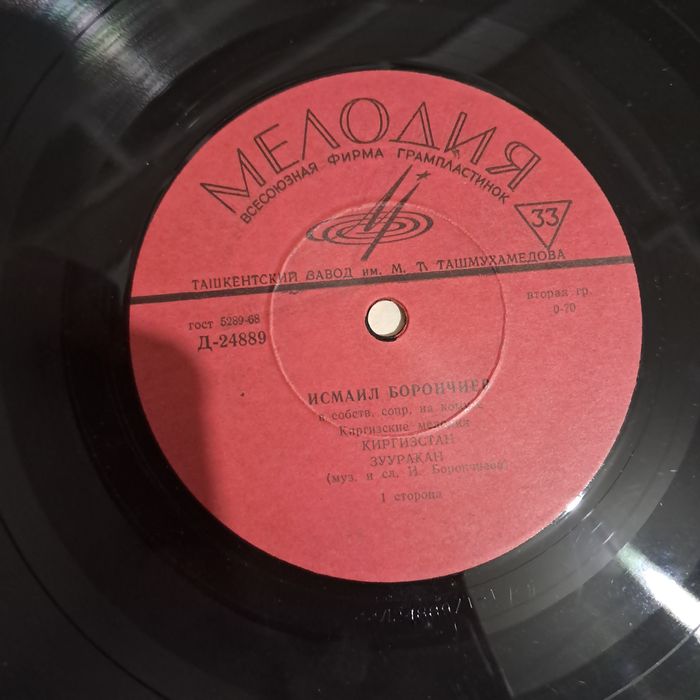 МЕЛОДИЯ
ВСЕСОЮЗНАЯ ФИРМА ГРАМПЛАСТИНОК
33
ТАШКЕНТСКИЙ ЗАВОД им. М. Т. ТАШМУХАМЕДОВА
гост 5289-68
Д-24889
вторая гр
0-70
ИСМАИЛ БОРОНЧИЕВ
в собств. сопр. на комузе
Киргизские мелодии
КИРГИЗСТАН
ЗУУРАКАН
(муз. и сл. И. Борончиева)
1 сторона